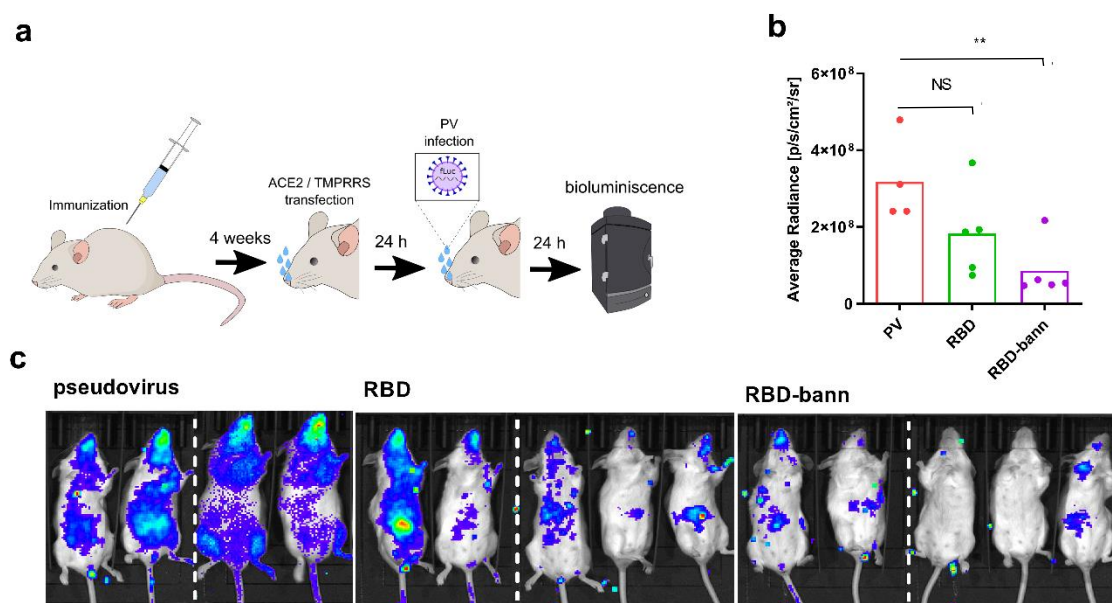 a
Immunization
4 weeks
ACE2 / TMPRRS
transfection
24 h
PV
infection
fLuc
24 h
bioluminiscence
b
**
NS
6×10⁸
4×10⁸
2×10⁸
0
Average Radiance [p/s/cm²/sr]
PV
RBD
RBD-bann
c
pseudovirus
RBD
RBD-bann